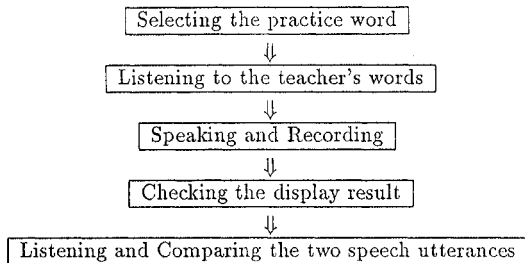 Selecting the practice word
⇓
Listening to the teacher's words
⇓
Speaking and Recording
⇓
Checking the display result
⇓
Listening and Comparing the two speech utterances